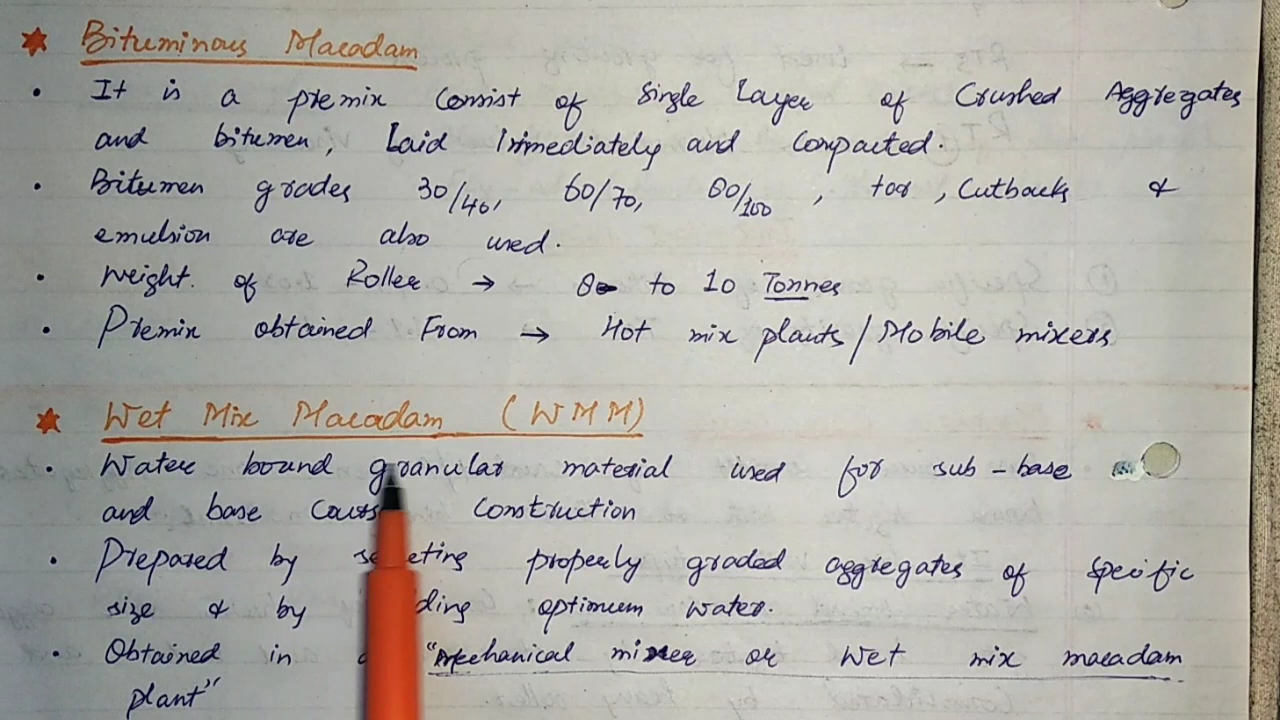 Bituminous Macadam
• It is a premix consist of single Layer of Crushed Aggregates
and bitumen, Laid Immediately and compacted.
• Bitumen grades 30/40, 60/70, 80/100, tar, Cutbacks &
emulsion are also used.
• Weight. of Roller → 8 to 10 Tonnes
• Premix obtained From → Hot mix plants/Mobile mixers
Wet Mix Macadam (WMM)
• Water bound granular material used for sub-base
and base construction
• Prepared by properly graded aggregates of specific
size & by optimum water.
• Obtained in "Mechanical mixer or wet mix macadam
plant"